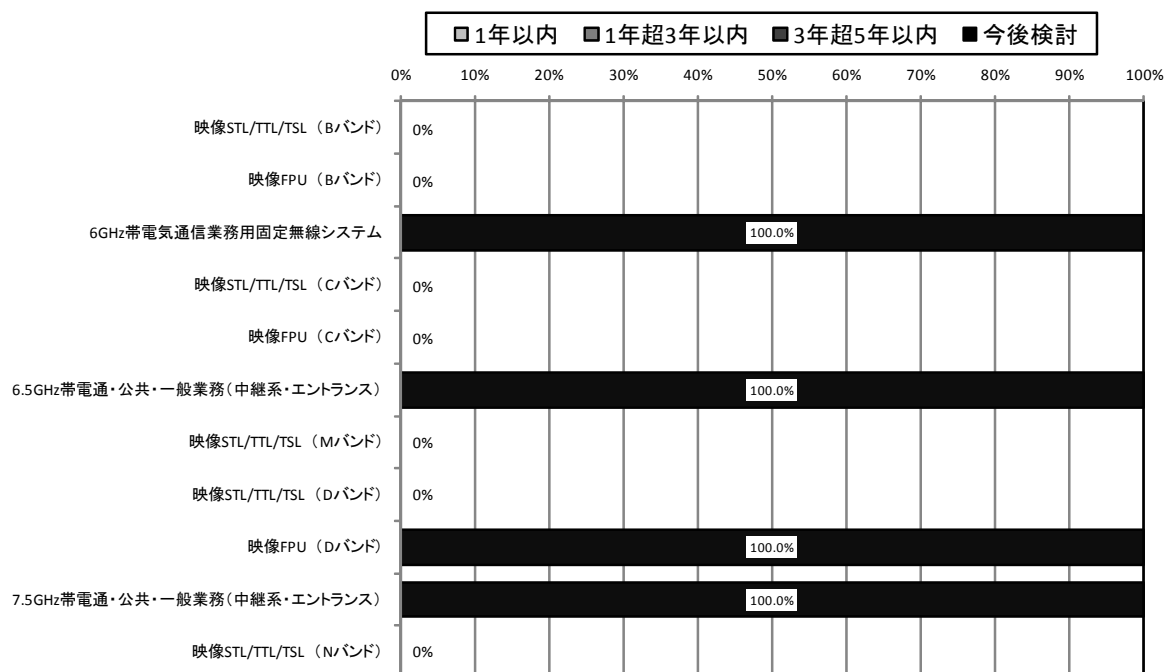 1年以内 1年超3年以内 3年超5年以内 今後検討
0% 10% 20% 30% 40% 50% 60% 70% 80% 90% 100%
映像STL/TTL/TSL（Bバンド） 0%
映像FPU（Bバンド） 0%
6GHz帯電気通信業務用固定無線システム 100.0%
映像STL/TTL/TSL（Cバンド） 0%
映像FPU（Cバンド） 0%
6.5GHz帯電通・公共・一般業務（中継系・エントランス） 100.0%
映像STL/TTL/TSL（Mバンド） 0%
映像STL/TTL/TSL（Dバンド） 0%
映像FPU（Dバンド） 100.0%
7.5GHz帯電通・公共・一般業務（中継系・エントランス） 100.0%
映像STL/TTL/TSL（Nバンド） 0%